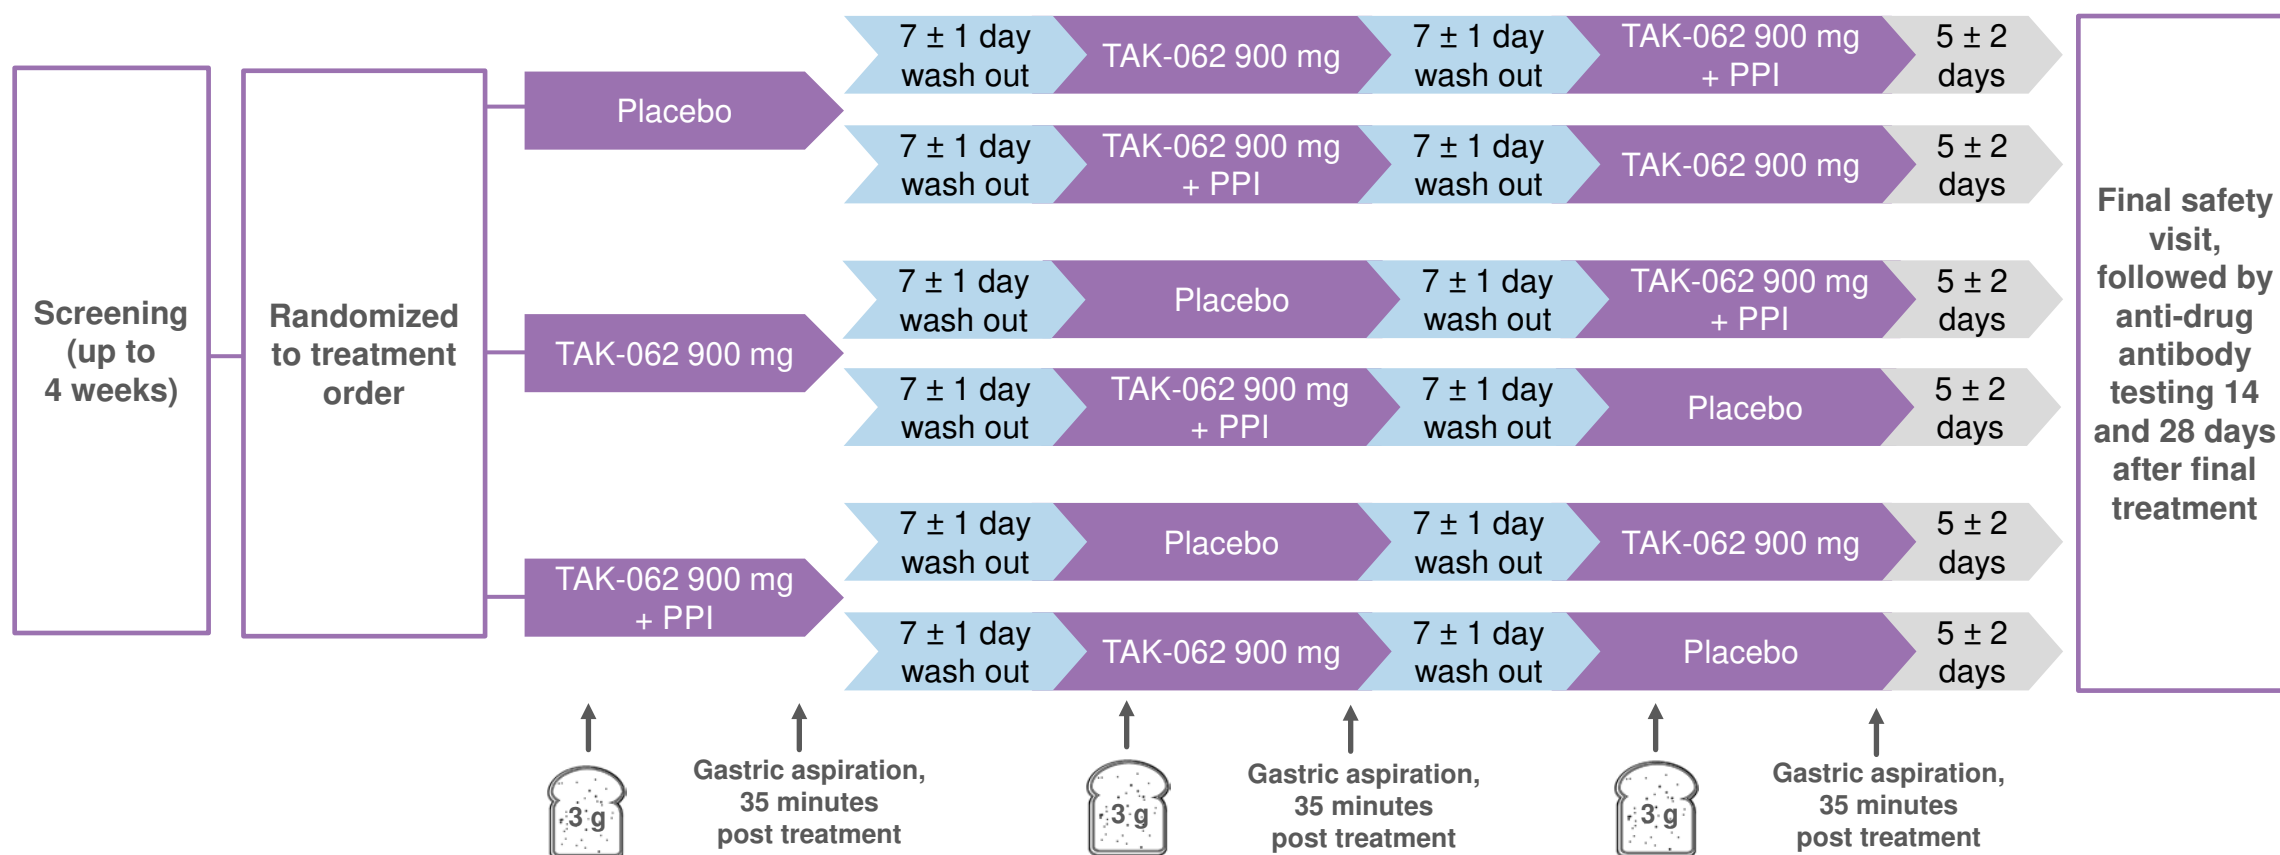 Screening
(up to
4 weeks)
Randomized
to treatment
order
Placebo
7 ± 1 day
wash out
TAK-062 900 mg
7 ± 1 day
wash out
TAK-062 900 mg
+ PPI
5 ± 2
days
7 ± 1 day
wash out
TAK-062 900 mg
+ PPI
7 ± 1 day
wash out
TAK-062 900 mg
5 ± 2
days
TAK-062 900 mg
7 ± 1 day
wash out
Placebo
7 ± 1 day
wash out
TAK-062 900 mg
+ PPI
5 ± 2
days
7 ± 1 day
wash out
TAK-062 900 mg
+ PPI
7 ± 1 day
wash out
Placebo
5 ± 2
days
TAK-062 900 mg
+ PPI
7 ± 1 day
wash out
Placebo
7 ± 1 day
wash out
TAK-062 900 mg
5 ± 2
days
7 ± 1 day
wash out
TAK-062 900 mg
7 ± 1 day
wash out
Placebo
5 ± 2
days
Final safety
visit,
followed by
anti-drug
antibody
testing 14
and 28 days
after final
treatment
3 g
Gastric aspiration,
35 minutes
post treatment
3 g
Gastric aspiration,
35 minutes
post treatment
3 g
Gastric aspiration,
35 minutes
post treatment